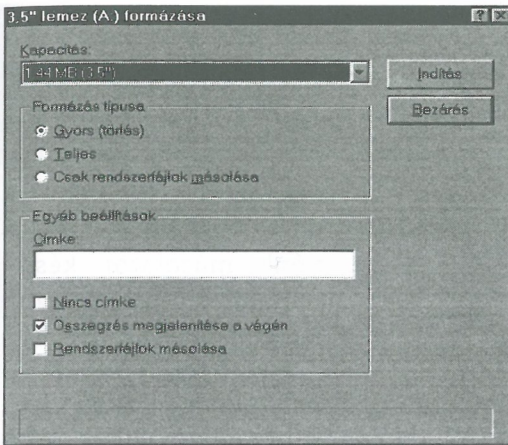 3.5" lemez (A:) formázása
Kapacitás:
1.44 MB (3.5")
Indítás
Bezárás
Formázás típusa
Gyors (törlés)
Teljes
Csak rendszerfájlok másolása
Egyéb beállítások
Címke:
Nincs címke
Összegzés megjelenítése a végén
Rendszerfájlok másolása